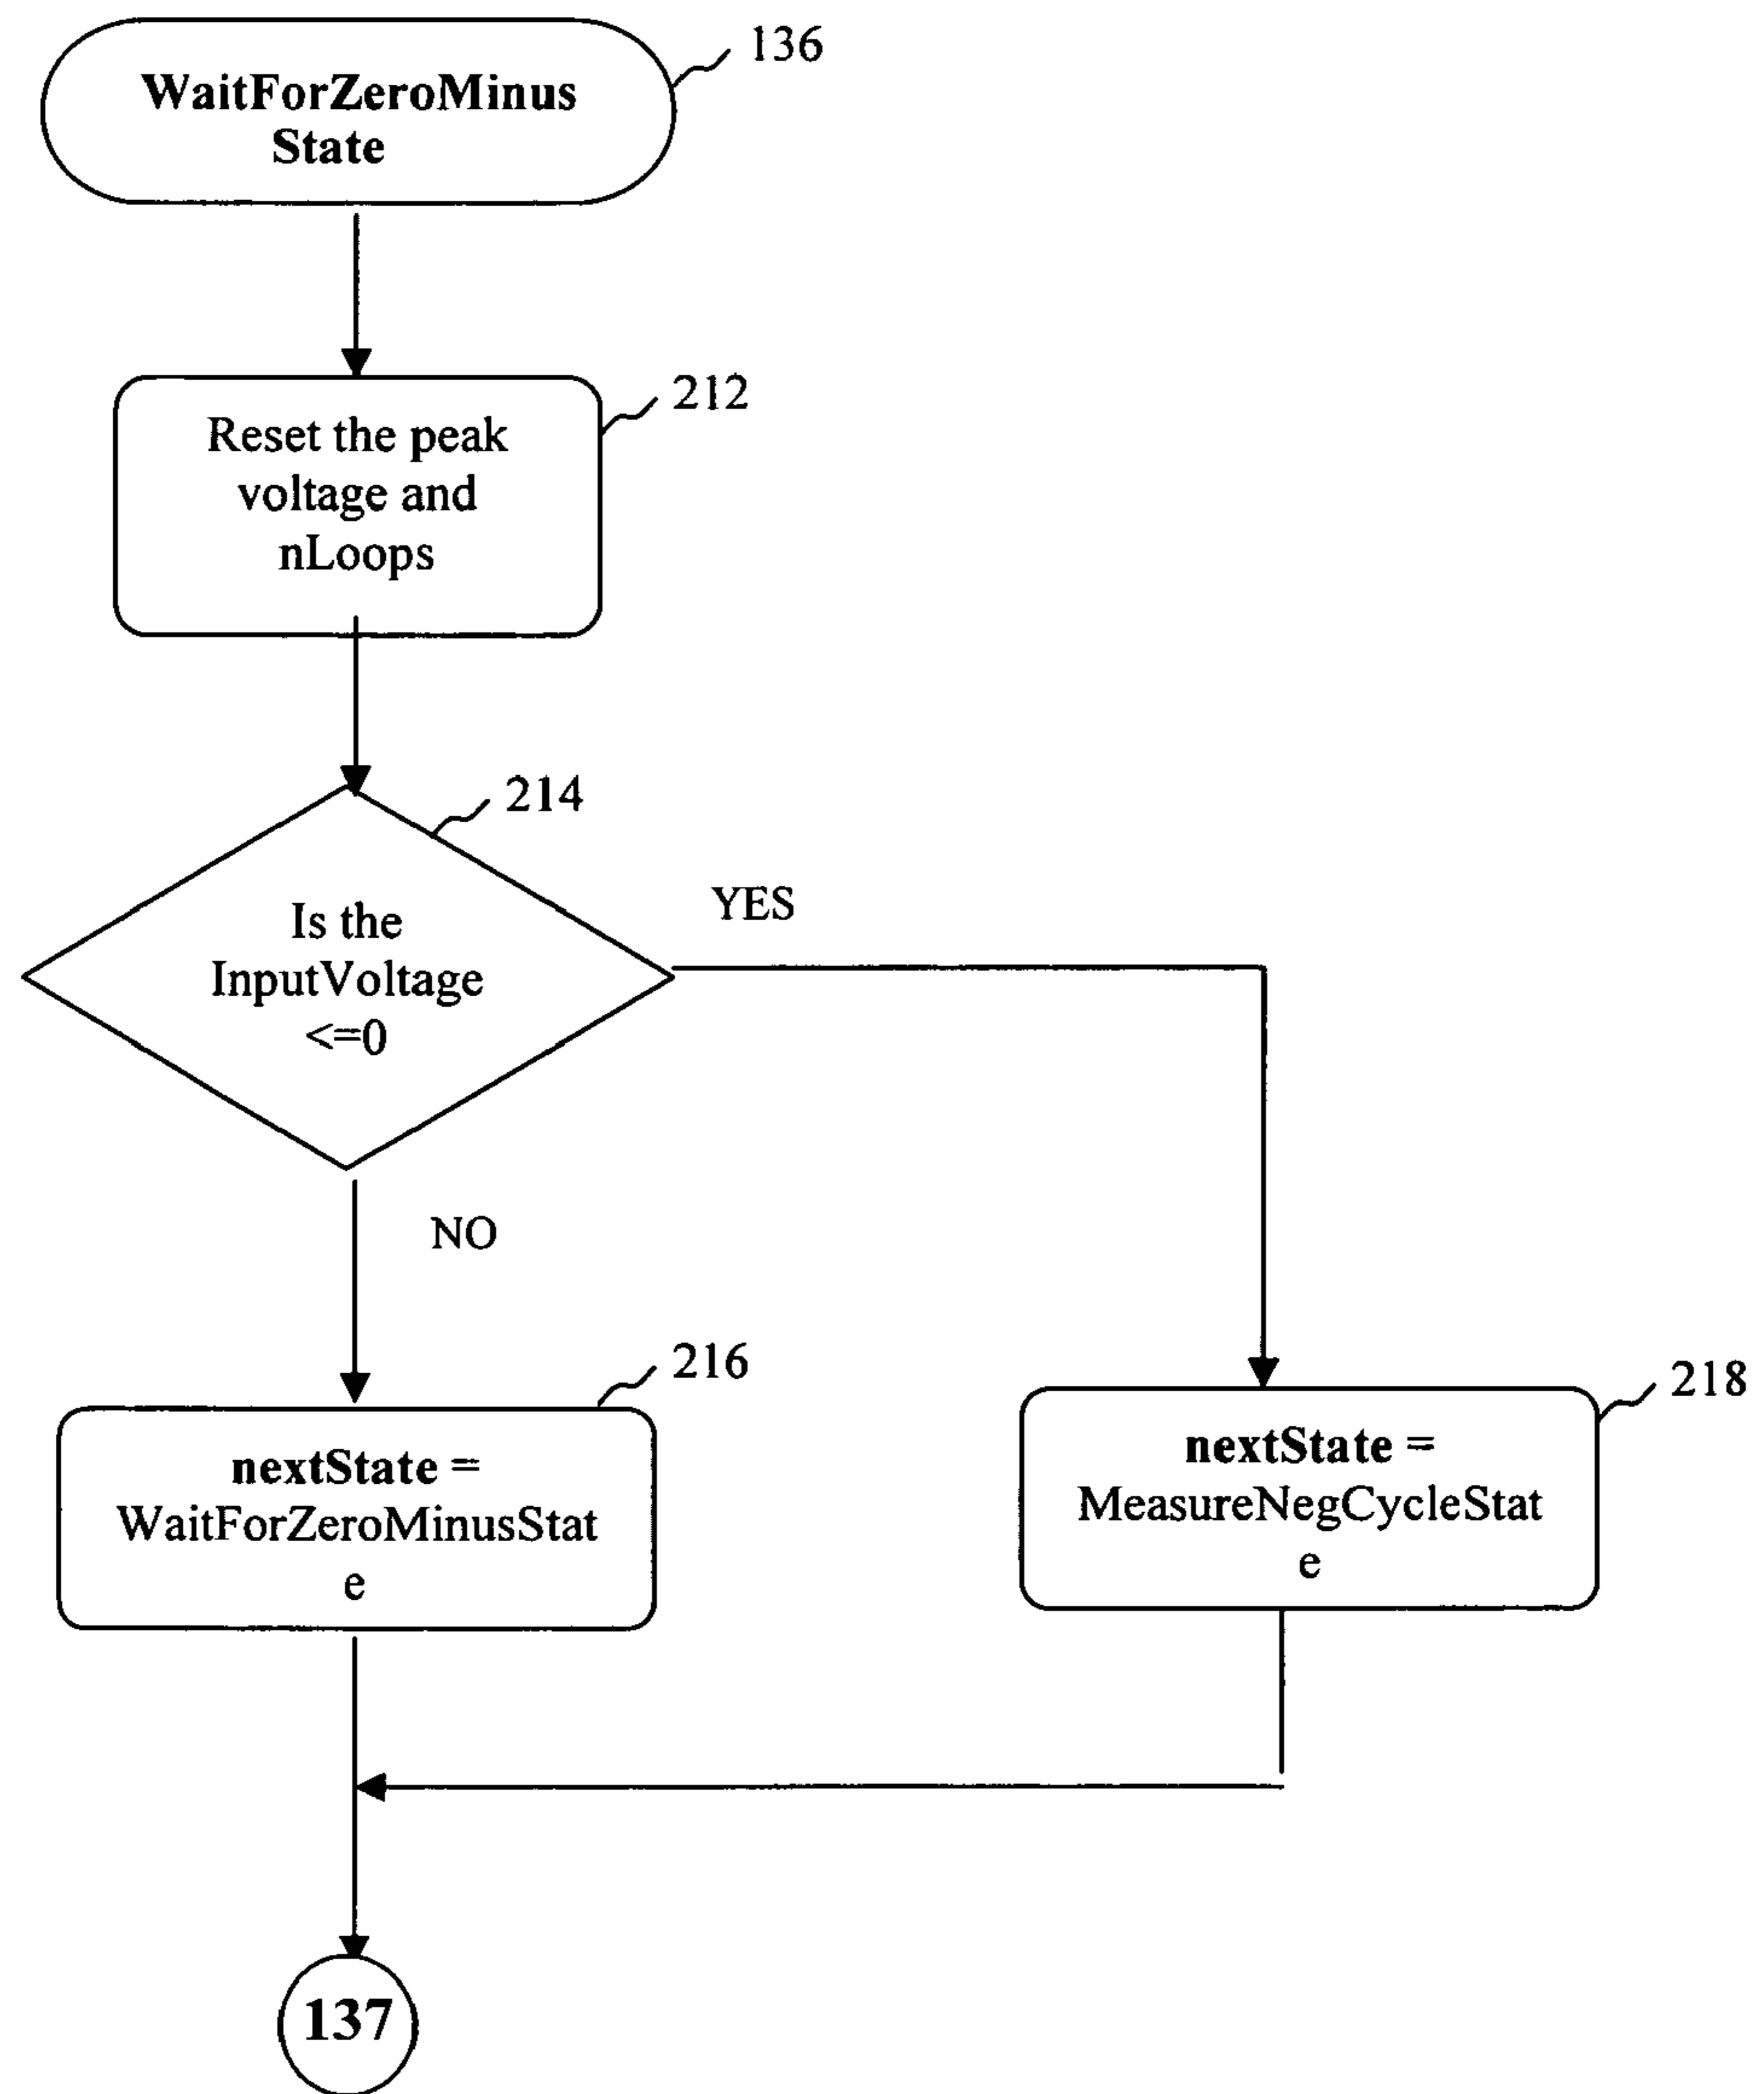 136
WaitForZeroMinus
State
212
Reset the peak
voltage and
nLoops
214
Is the
InputVoltage
<=0
YES
NO
216
nextState =
WaitForZeroMinusStat
e
218
nextState =
MeasureNegCycleStat
e
137